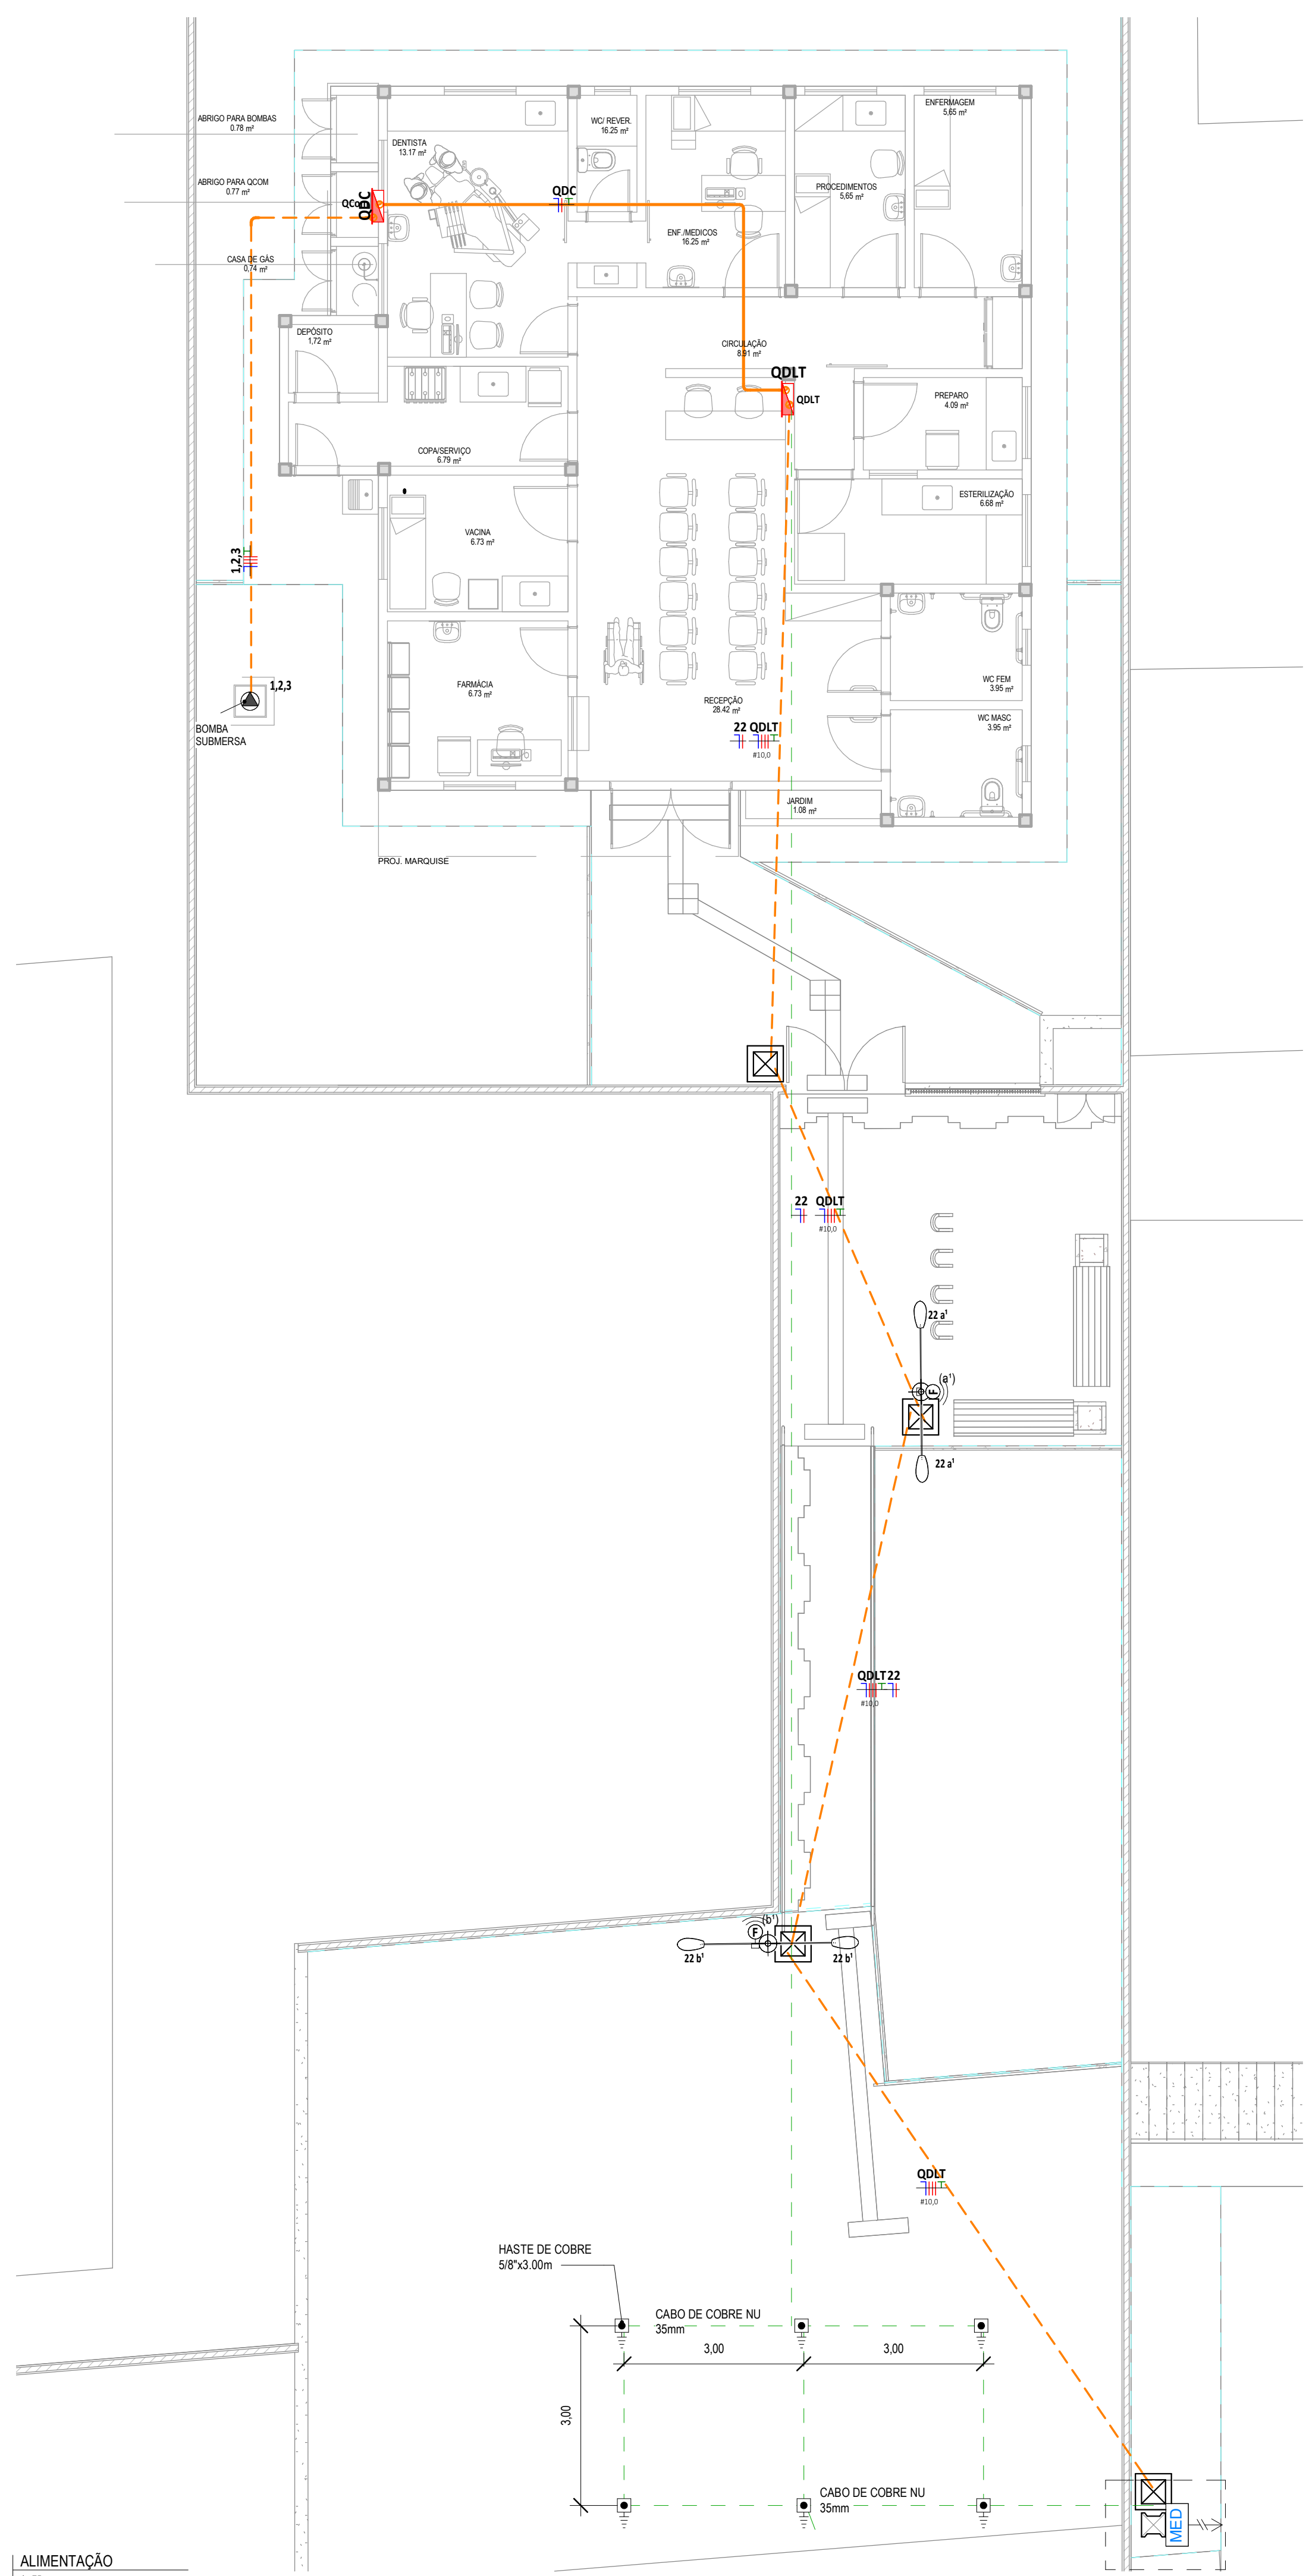 ABRIGO PARA BOMBAS
0.78 m²
ABRIGO PARA QCOM
0.77 m²
CASA DE GÁS
0.74 m²
DEPÓSITO
1,72 m²
DENTISTA
13.17 m²
WC/ REVER.
16.25 m²
ENF./MEDICOS
16.25 m²
PROCEDIMENTOS
5,65 m²
ENFERMAGEM
5,65 m²
QDC
QDC
CIRCULAÇÃO
8.91 m²
QDLT
QDLT
PREPARO
4.09 m²
COPA/SERVIÇO
6.79 m²
ESTERILIZAÇÃO
6.68 m²
VACINA
6.73 m²
1,2,3
1,2,3
BOMBA
SUBMERSA
FARMÁCIA
6.73 m²
RECEPÇÃO
28.42 m²
WC FEM
3.95 m²
WC MASC
3.95 m²
22 QDLT
#10,0
JARDIM
1.08 m²
PROJ. MARQUISE
22 QDLT
#10,0
22 a¹
(a¹)
F
22 a¹
QDLT 22
#10,0
(b¹)
F
22 b¹
22 b¹
QDLT
#10,0
HASTE DE COBRE
5/8"x3.00m
CABO DE COBRE NU
35mm
3,00
3,00
3,00
CABO DE COBRE NU
35mm
MED
ALIMENTAÇÃO